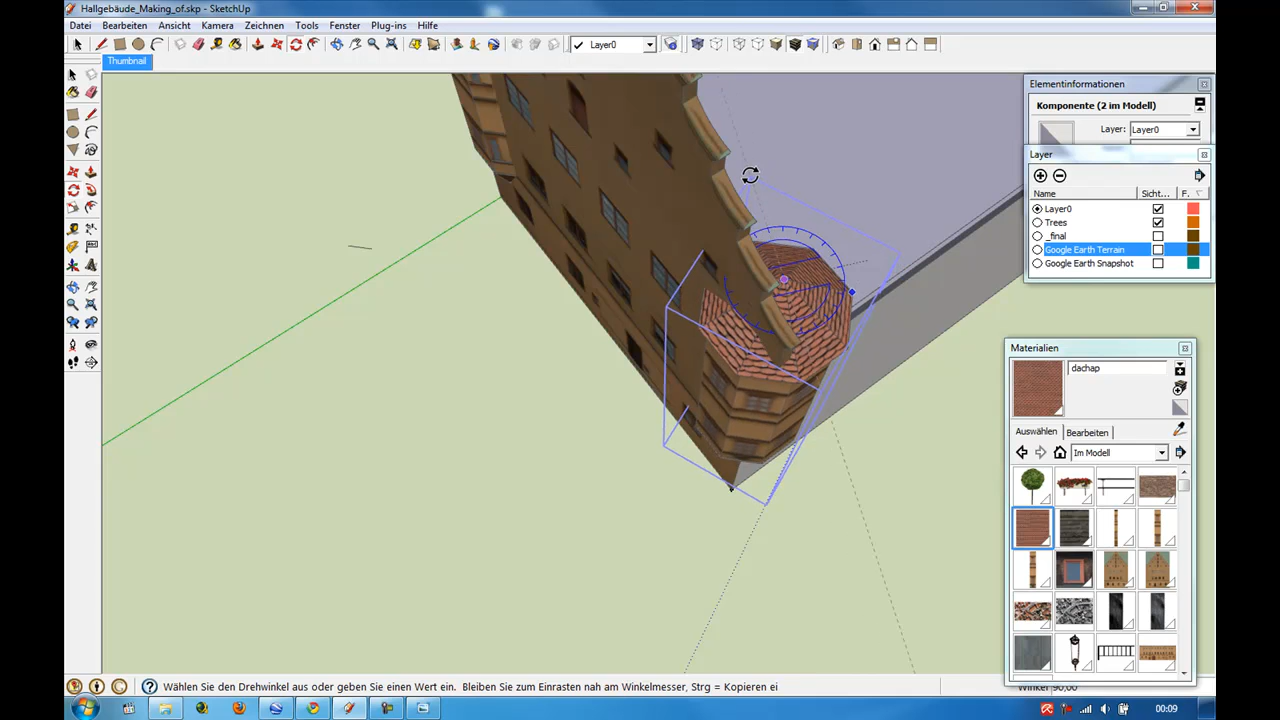 Hallgebäude_Making_of.skp - SketchUp
Datei Bearbeiten Ansicht Kamera Zeichnen Tools Fenster Plug-ins Hilfe
Layer0
Thumbnail
Elementinformationen
Komponente (2 im Modell)
Layer: Layer0
Layer
Name Sicht... F.
Layer0
Trees
_final
Google Earth Terrain
Google Earth Snapshot
Materialien
dachap
Auswählen Bearbeiten
Im Modell
Wählen Sie den Drehwinkel aus oder geben Sie einen Wert ein. Bleiben Sie zum Einrasten nah am Winkelmesser, Strg = Kopieren ei
Winkel 90,00
00:09